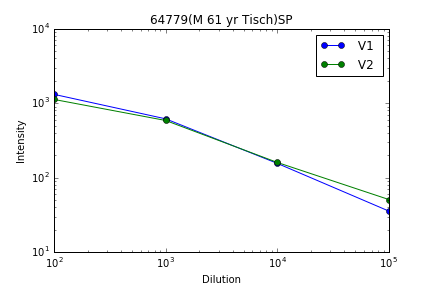 64779(M 61 yr Tisch)SP
V1
V2
Intensity
10⁴
10³
10²
10¹
10² 10³ 10⁴ 10⁵
Dilution